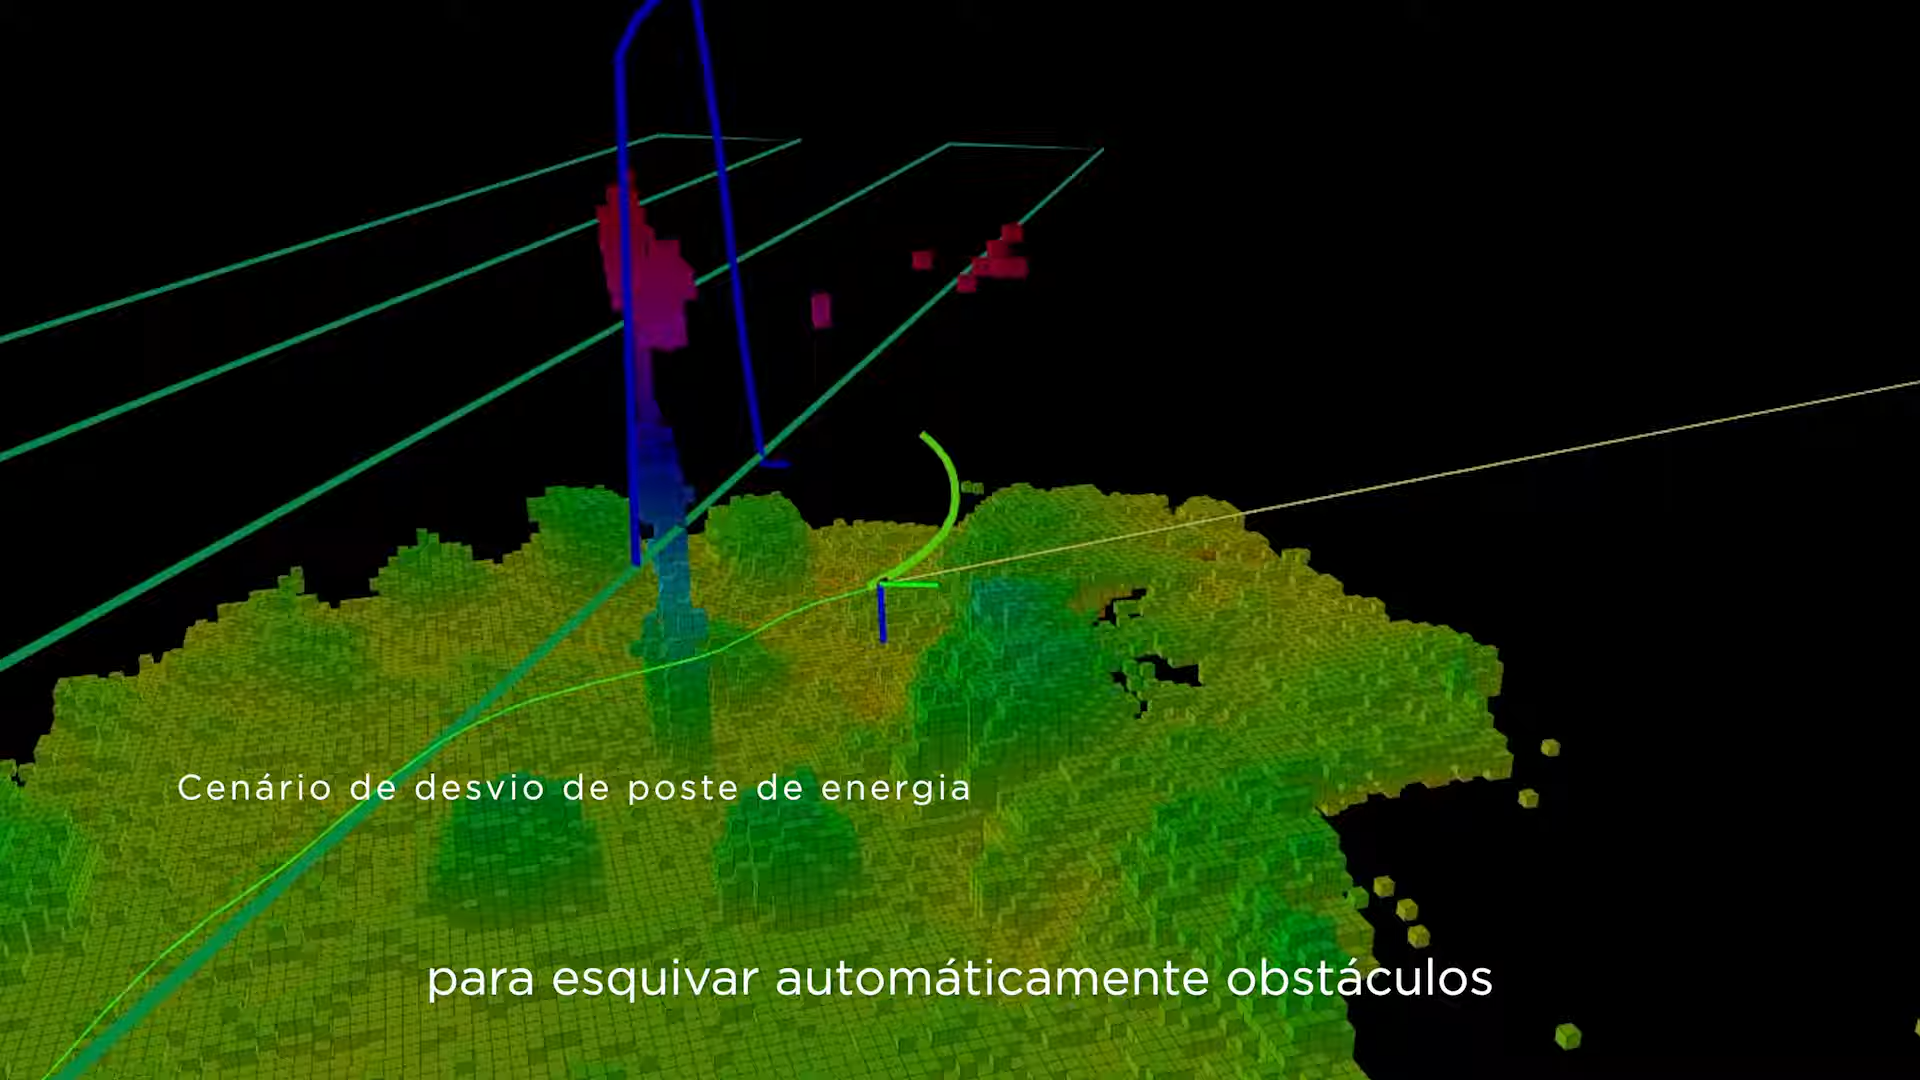 Cenário de desvio de poste de energia
para esquivar automáticamente obstáculos